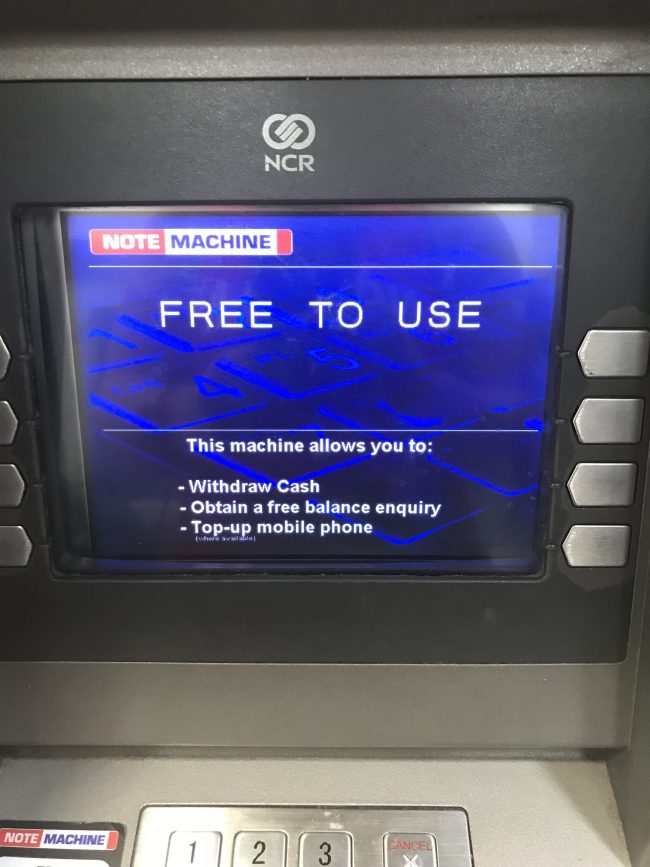 NCR
NOTE MACHINE
FREE TO USE
This machine allows you to:
- Withdraw Cash
- Obtain a free balance enquiry
- Top-up mobile phone
(where available)
NOTE MACHINE
1 2 3 CANCEL